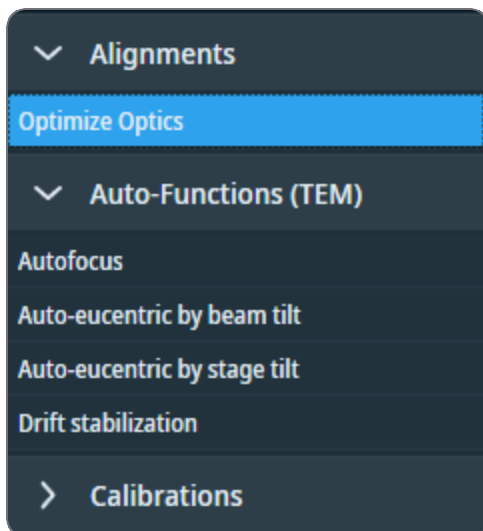 Alignments
Optimize Optics
Auto-Functions (TEM)
Autofocus
Auto-eucentric by beam tilt
Auto-eucentric by stage tilt
Drift stabilization
Calibrations